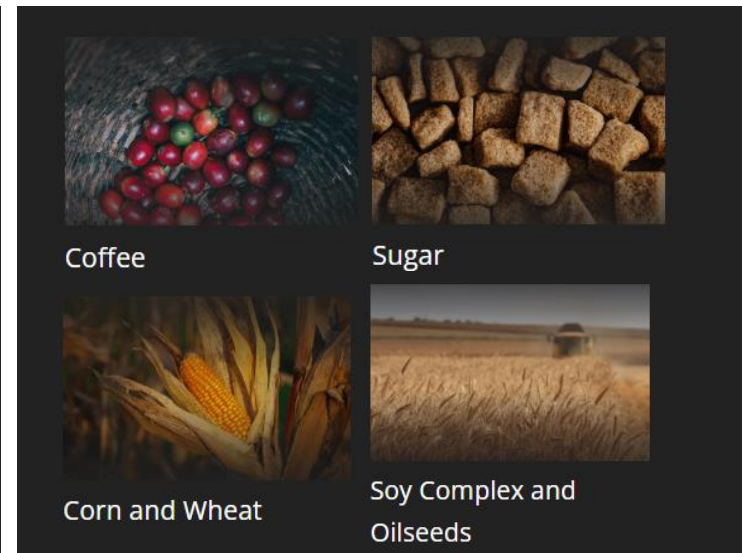 Coffee
Sugar
Corn and Wheat
Soy Complex and
Oilseeds